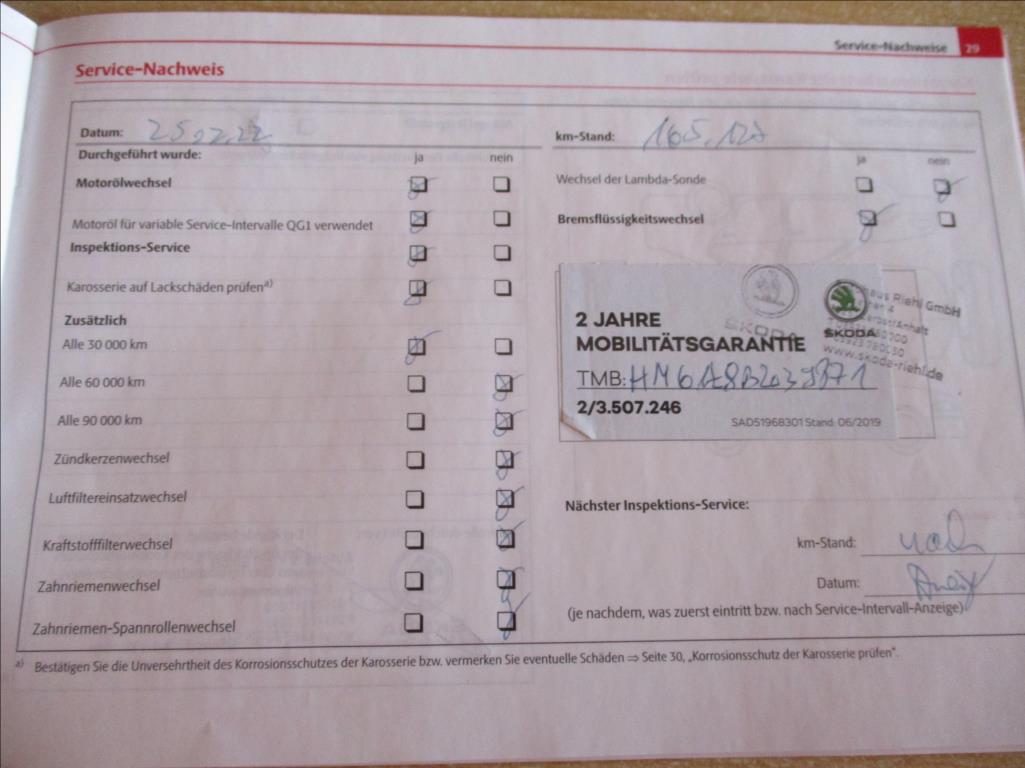 Service-Nachweise 29
Service-Nachweis
Datum: 25.02.22
km-Stand: 165.120
Durchgeführt wurde: ja nein
ja nein
Motorölwechsel
Wechsel der Lambda-Sonde
Motoröl für variable Service-Intervalle QG1 verwendet
Bremsflüssigkeitswechsel
Inspektions-Service
Karosserie auf Lackschäden prüfen a)
Zusätzlich
Alle 30 000 km
Alle 60 000 km
Alle 90 000 km
Zündkerzenwechsel
Luftfiltereinsatzwechsel
Kraftstofffilterwechsel
Zahnriemenwechsel
Zahnriemen-Spannrollenwechsel
2 JAHRE
MOBILITÄTSGARANTIE
TMB:
2/3.507.246
SAD51968301 Stand: 06/2019
SKODA
SKODA
Riehl GmbH
www.skoda-riehl.de
Nächster Inspektions-Service:
km-Stand: nach
Datum: Anzeige
(je nachdem, was zuerst eintritt bzw. nach Service-Intervall-Anzeige)
a) Bestätigen Sie die Unversehrtheit des Korrosionsschutzes der Karosserie bzw. vermerken Sie eventuelle Schäden ⇒ Seite 30, „Korrosionsschutz der Karosserie prüfen".